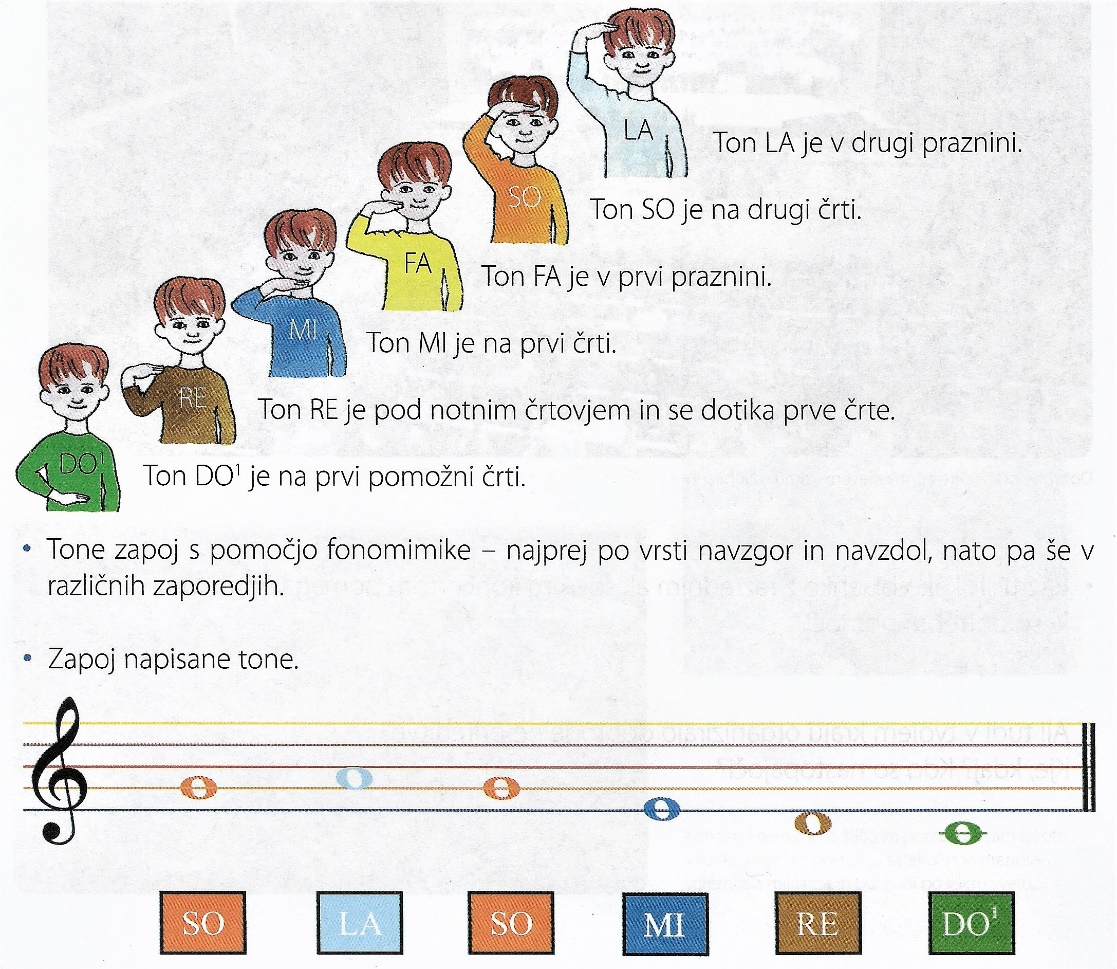 LA
Ton LA je v drugi praznini.
SO
Ton SO je na drugi črti.
FA
Ton FA je v prvi praznini.
MI
Ton MI je na prvi črti.
RE
Ton RE je pod notnim črtovjem in se dotika prve črte.
DO¹
Ton DO¹ je na prvi pomožni črti.
• Tone zapoj s pomočjo fonomimike – najprej po vrsti navzgor in navzdol, nato pa še v
različnih zaporedjih.
• Zapoj napisane tone.
SO LA SO MI RE DO¹